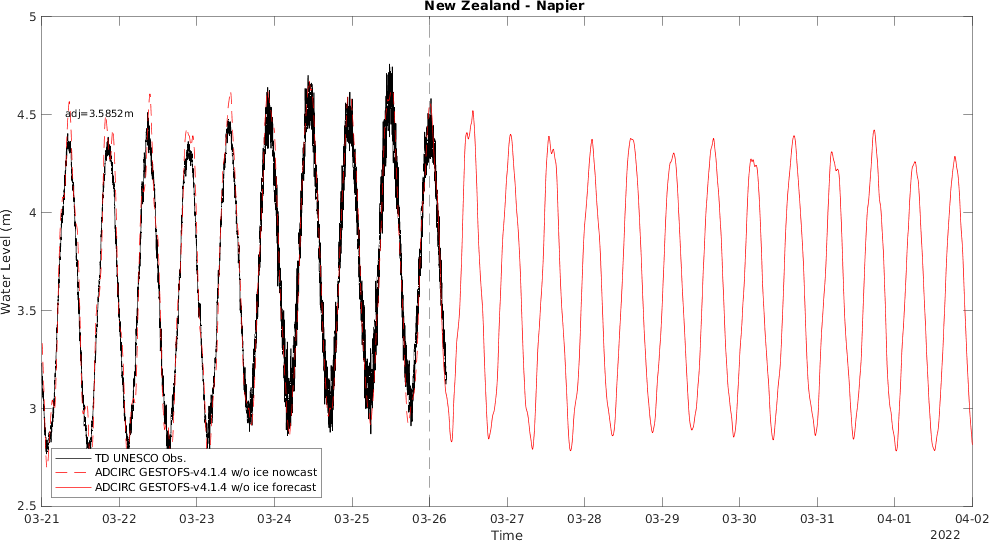 New Zealand - Napier
5
4.5
4
3.5
3
2.5
Water Level (m)
adj=3.5852m
TD UNESCO Obs.
ADCIRC GESTOFS-v4.1.4 w/o ice nowcast
ADCIRC GESTOFS-v4.1.4 w/o ice forecast
03-21 03-22 03-23 03-24 03-25 03-26 03-27 03-28 03-29 03-30 03-31 04-01 04-02
Time
2022